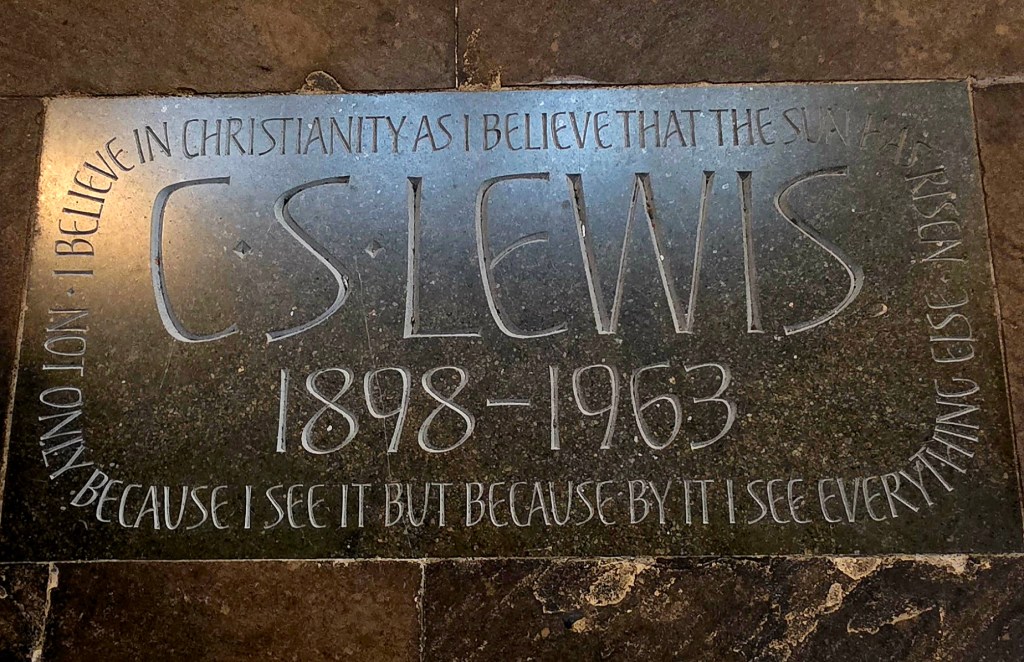 I BELIEVE IN CHRISTIANITY AS I BELIEVE THAT THE SUN HAS RISEN ·
NOT ONLY BECAUSE I SEE IT BUT BECAUSE BY IT I SEE EVERYTHING ELSE ·
C · S · LEWIS
1898 – 1963